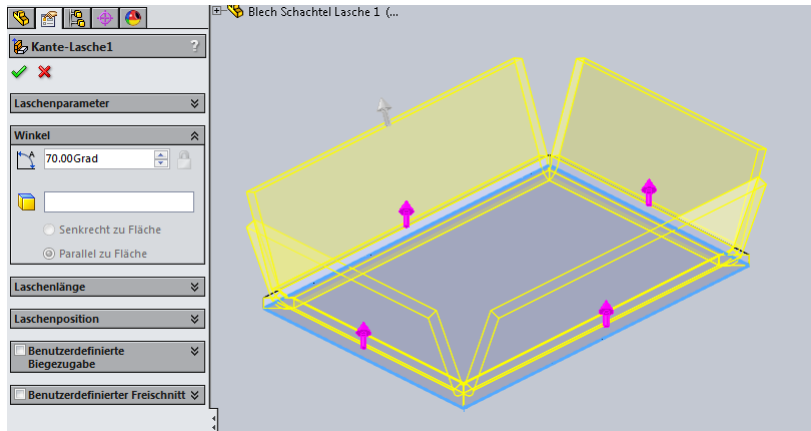 Blech Schachtel Lasche 1 (...
Kante-Lasche1
?
Laschenparameter
Winkel
A
70.00Grad
Senkrecht zu Fläche
Parallel zu Fläche
Laschenlänge
Laschenposition
Benutzerdefinierte
Biegezugabe
Benutzerdefinierter Freischnitt